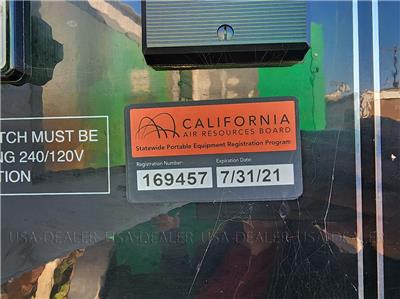 TCH MUST BE
NG 240/120V
TION
CALIFORNIA
AIR RESOURCES BOARD
Statewide Portable Equipment Registration Program
Registration Number:
Expiration Date:
169457
7/31/21
USA-DEALER-USA-DEALER-USA-DEALER-USA-DEALER